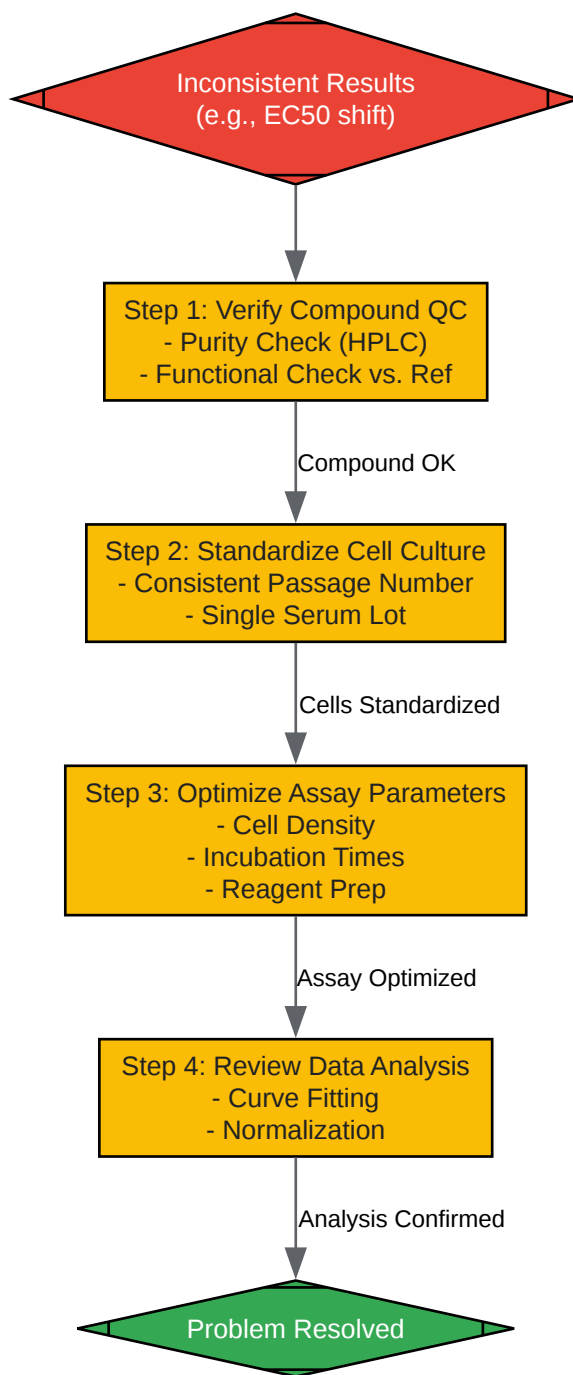 Inconsistent Results
(e.g., EC50 shift)
Step 1: Verify Compound QC
- Purity Check (HPLC)
- Functional Check vs. Ref
Compound OK
Step 2: Standardize Cell Culture
- Consistent Passage Number
- Single Serum Lot
Cells Standardized
Step 3: Optimize Assay Parameters
- Cell Density
- Incubation Times
- Reagent Prep
Assay Optimized
Step 4: Review Data Analysis
- Curve Fitting
- Normalization
Analysis Confirmed
Problem Resolved